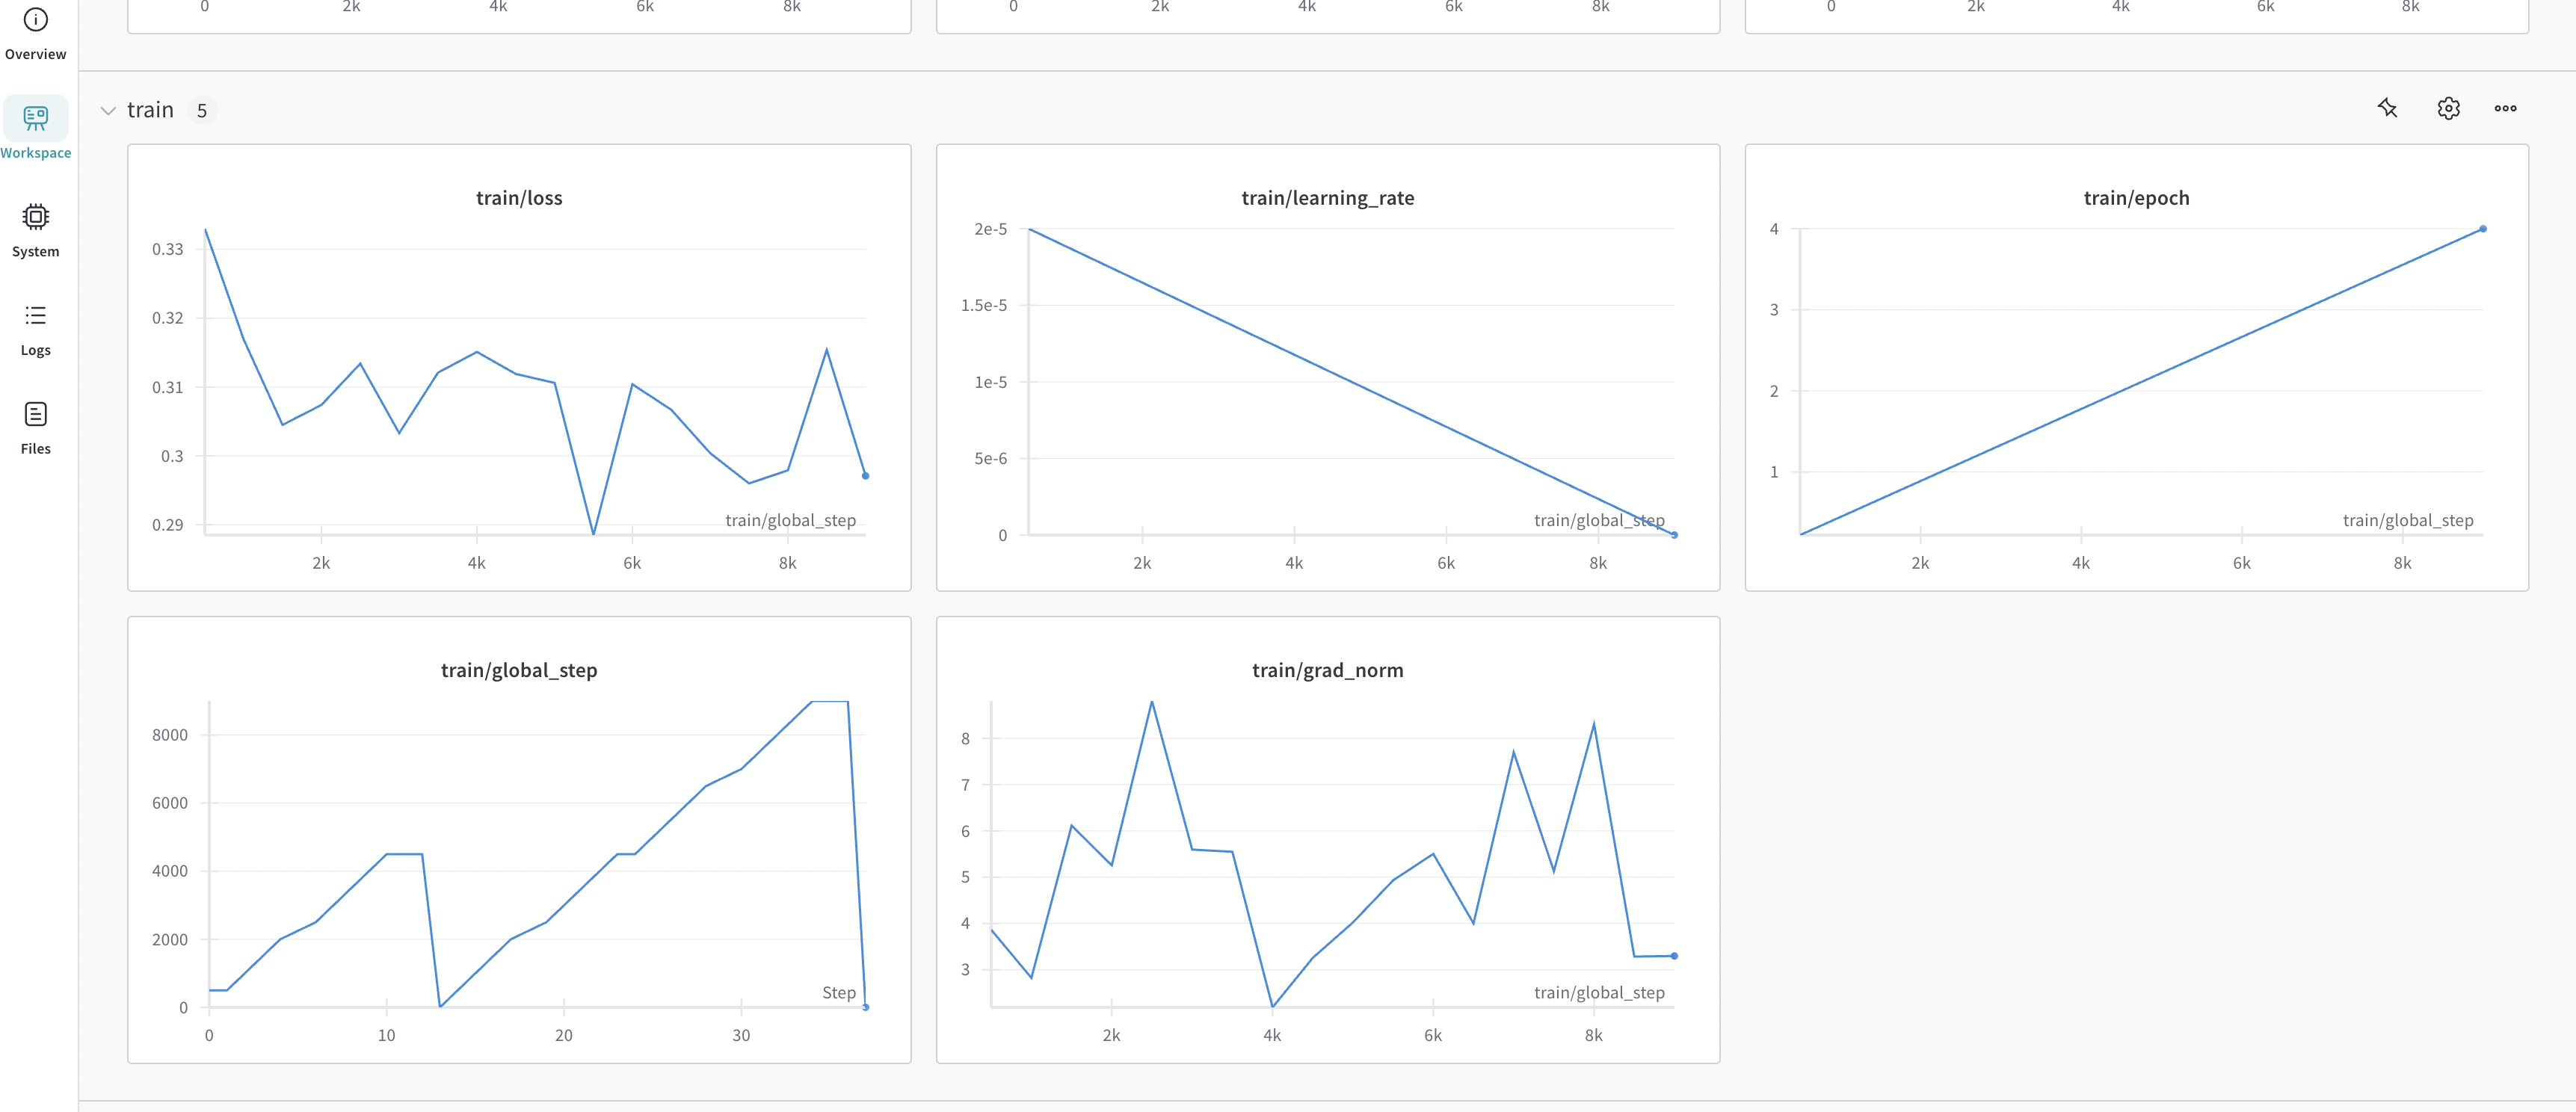 0 2k 4k 6k 8k
0 2k 4k 6k 8k
0 2k 4k 6k 8k
Overview
Workspace
System
Logs
Files
train 5
train/loss
0.33
0.32
0.31
0.3
0.29
train/global_step
2k 4k 6k 8k
train/learning_rate
2e-5
1.5e-5
1e-5
5e-6
0
train/global_step
2k 4k 6k 8k
train/epoch
4
3
2
1
train/global_step
2k 4k 6k 8k
train/global_step
8000
6000
4000
2000
0
Step
0 10 20 30
train/grad_norm
8
7
6
5
4
3
train/global_step
2k 4k 6k 8k